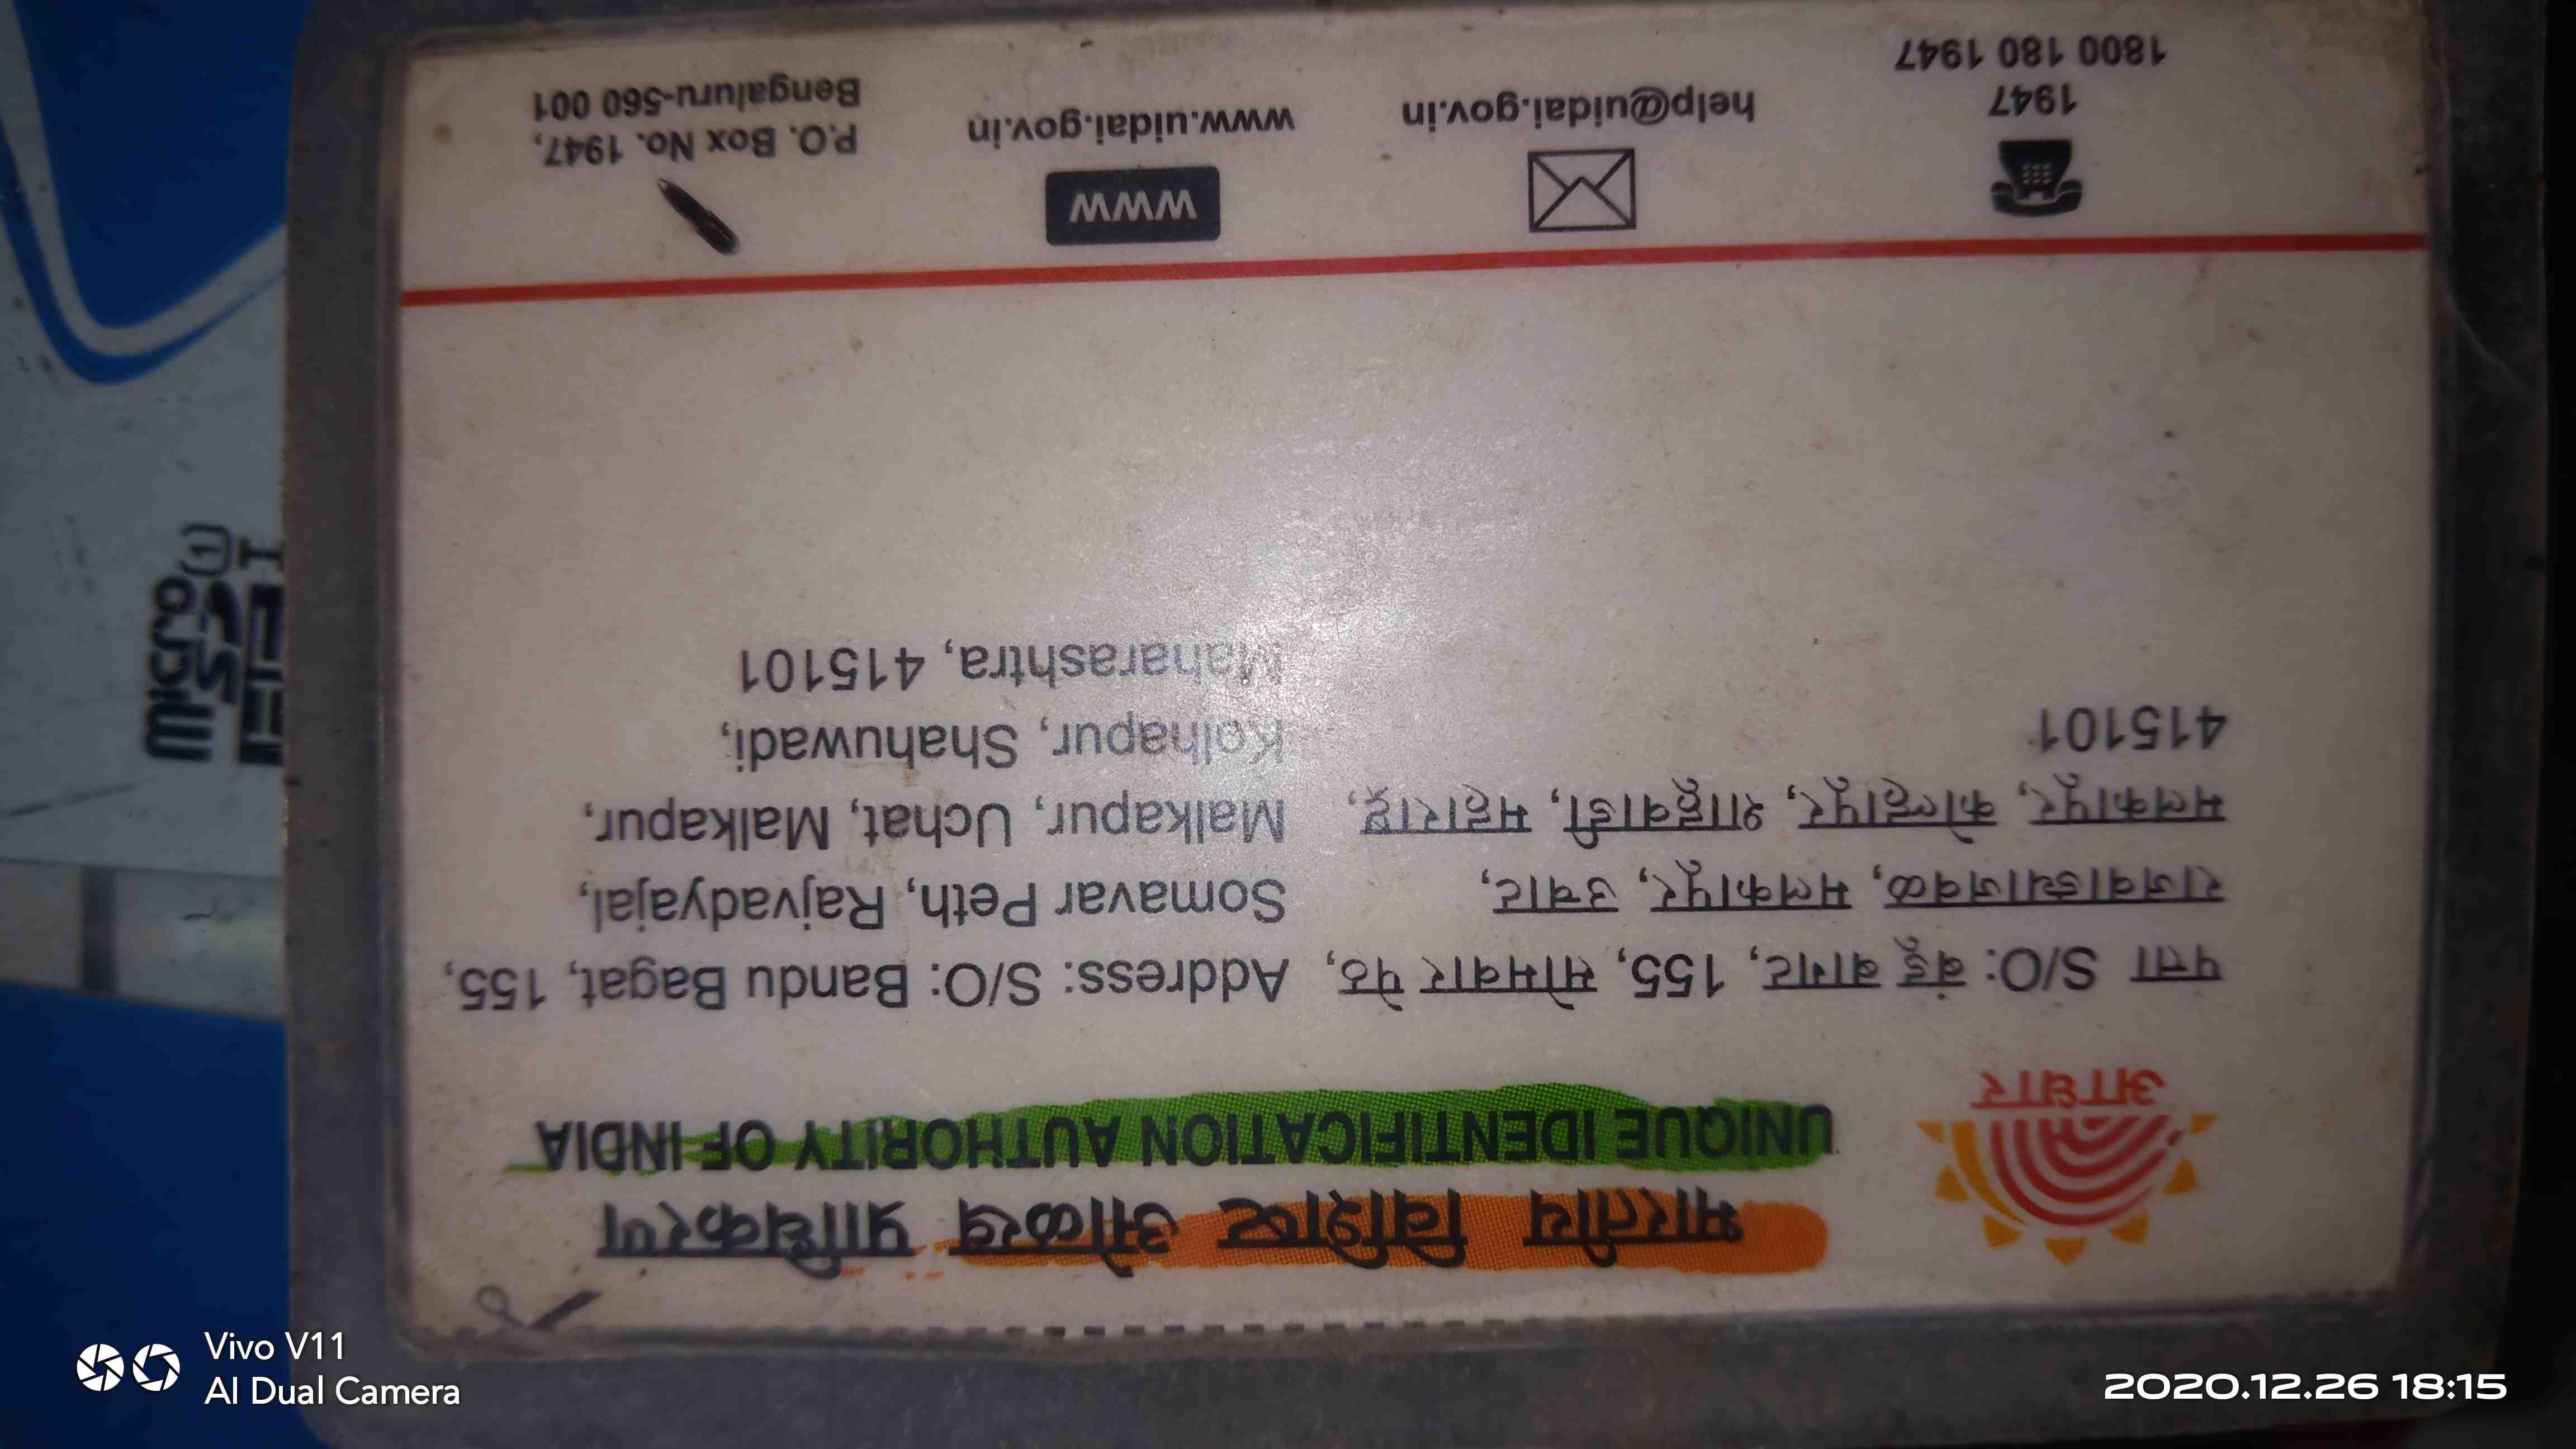 भारतीय विशिष्ट ओळख प्राधिकरण
UNIQUE IDENTIFICATION AUTHORITY OF INDIA
आधार
पत्ता S/O: बंडू बागट, 155, सोमवार पेठ,
राजवाड्याजवळ, मलकापूर, उचाट,
मलकापूर, कोल्हापूर, शाहूवाडी, महाराष्ट्र,
415101
Address: S/O: Bandu Bagat, 155,
Somavar Peth, Rajvadyajal,
Malkapur, Uchat, Malkapur,
Kolhapur, Shahuwadi,
Maharashtra, 415101
1947
1800 180 1947
help@uidai.gov.in
WWW
www.uidai.gov.in
P.O. Box No. 1947,
Bengaluru-560 001
Micro
Vivo V11
AI Dual Camera
2020.12.26 18:15